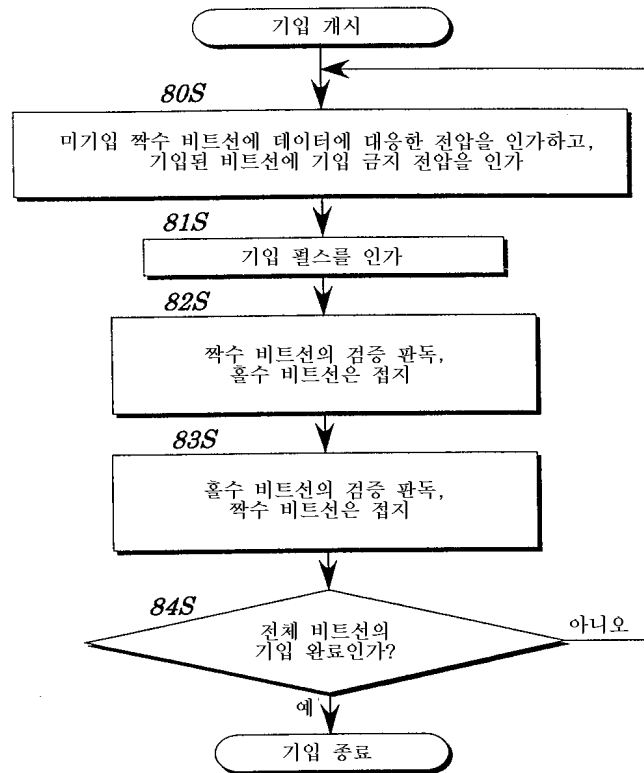 기입 개시
80S
미기입 짝수 비트선에 데이터에 대응한 전압을 인가하고,
기입된 비트선에 기입 금지 전압을 인가
81S
기입 펄스를 인가
82S
짝수 비트선의 검증 판독,
홀수 비트선은 접지
83S
홀수 비트선의 검증 판독,
짝수 비트선은 접지
84S
전체 비트선의
기입 완료인가?
아니오
예
기입 종료